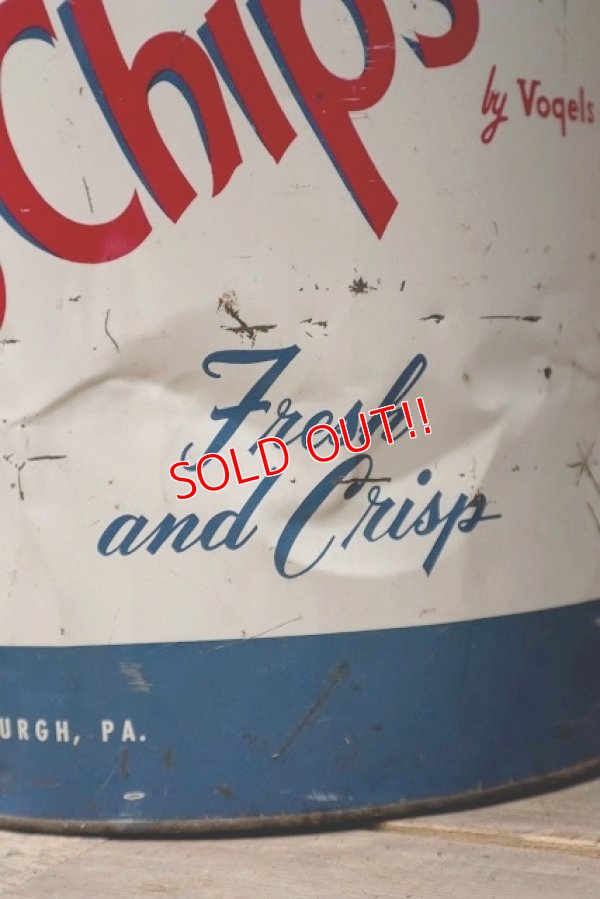 Chips
by Vogels
Fresh
SOLD OUT!!
and Crisp
URGH, PA.